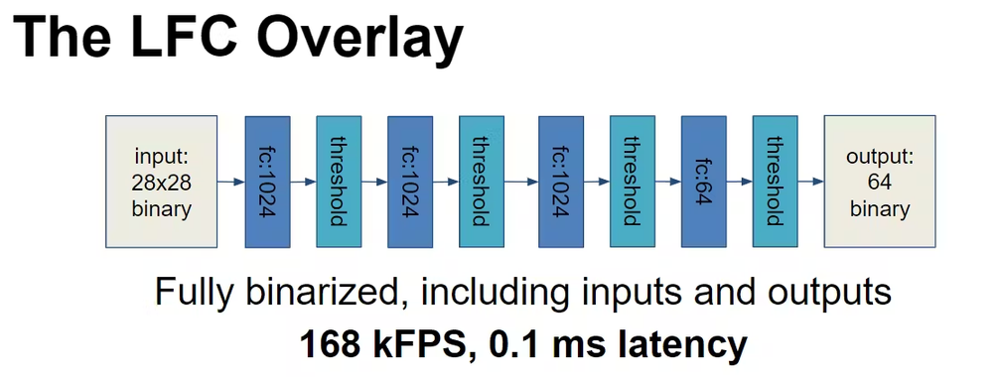 The LFC Overlay
input:
28x28
binary
fc:1024
threshold
fc:1024
threshold
fc:1024
threshold
fc:64
threshold
output:
64
binary
Fully binarized, including inputs and outputs
168 kFPS, 0.1 ms latency